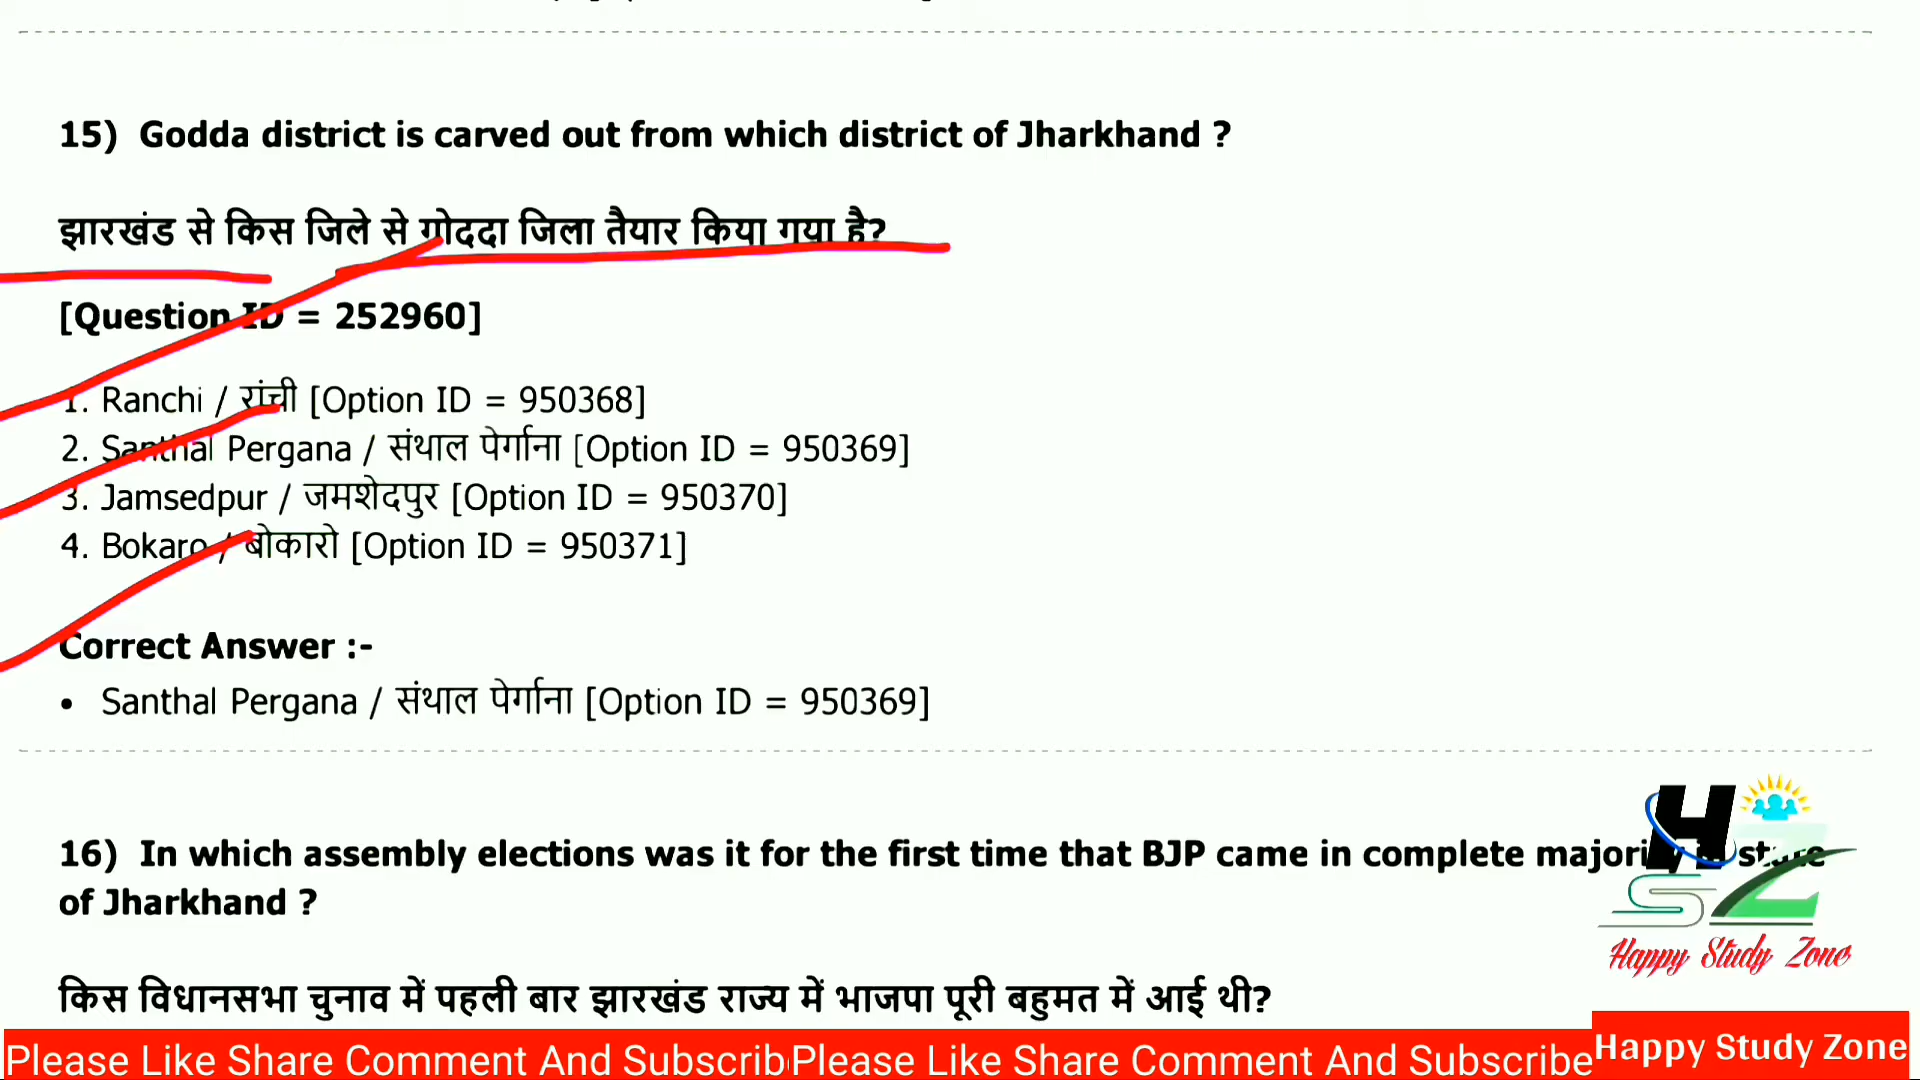 15) Godda district is carved out from which district of Jharkhand ?
झारखंड से किस जिले से गोददा जिला तैयार किया गया है?
[Question ID = 252960]
1. Ranchi / रांची [Option ID = 950368]
2. Santhal Pergana / संथाल पेर्गाना [Option ID = 950369]
3. Jamsedpur / जमशेदपुर [Option ID = 950370]
4. Bokaro / बोकारो [Option ID = 950371]
Correct Answer :-
• Santhal Pergana / संथाल पेर्गाना [Option ID = 950369]
16) In which assembly elections was it for the first time that BJP came in complete majority in state
of Jharkhand ?
किस विधानसभा चुनाव में पहली बार झारखंड राज्य में भाजपा पूरी बहुमत में आई थी?
HSZ
Happy Study Zone
Please Like Share Comment And Subscrib Please Like Share Comment And Subscribe
Happy Study Zone